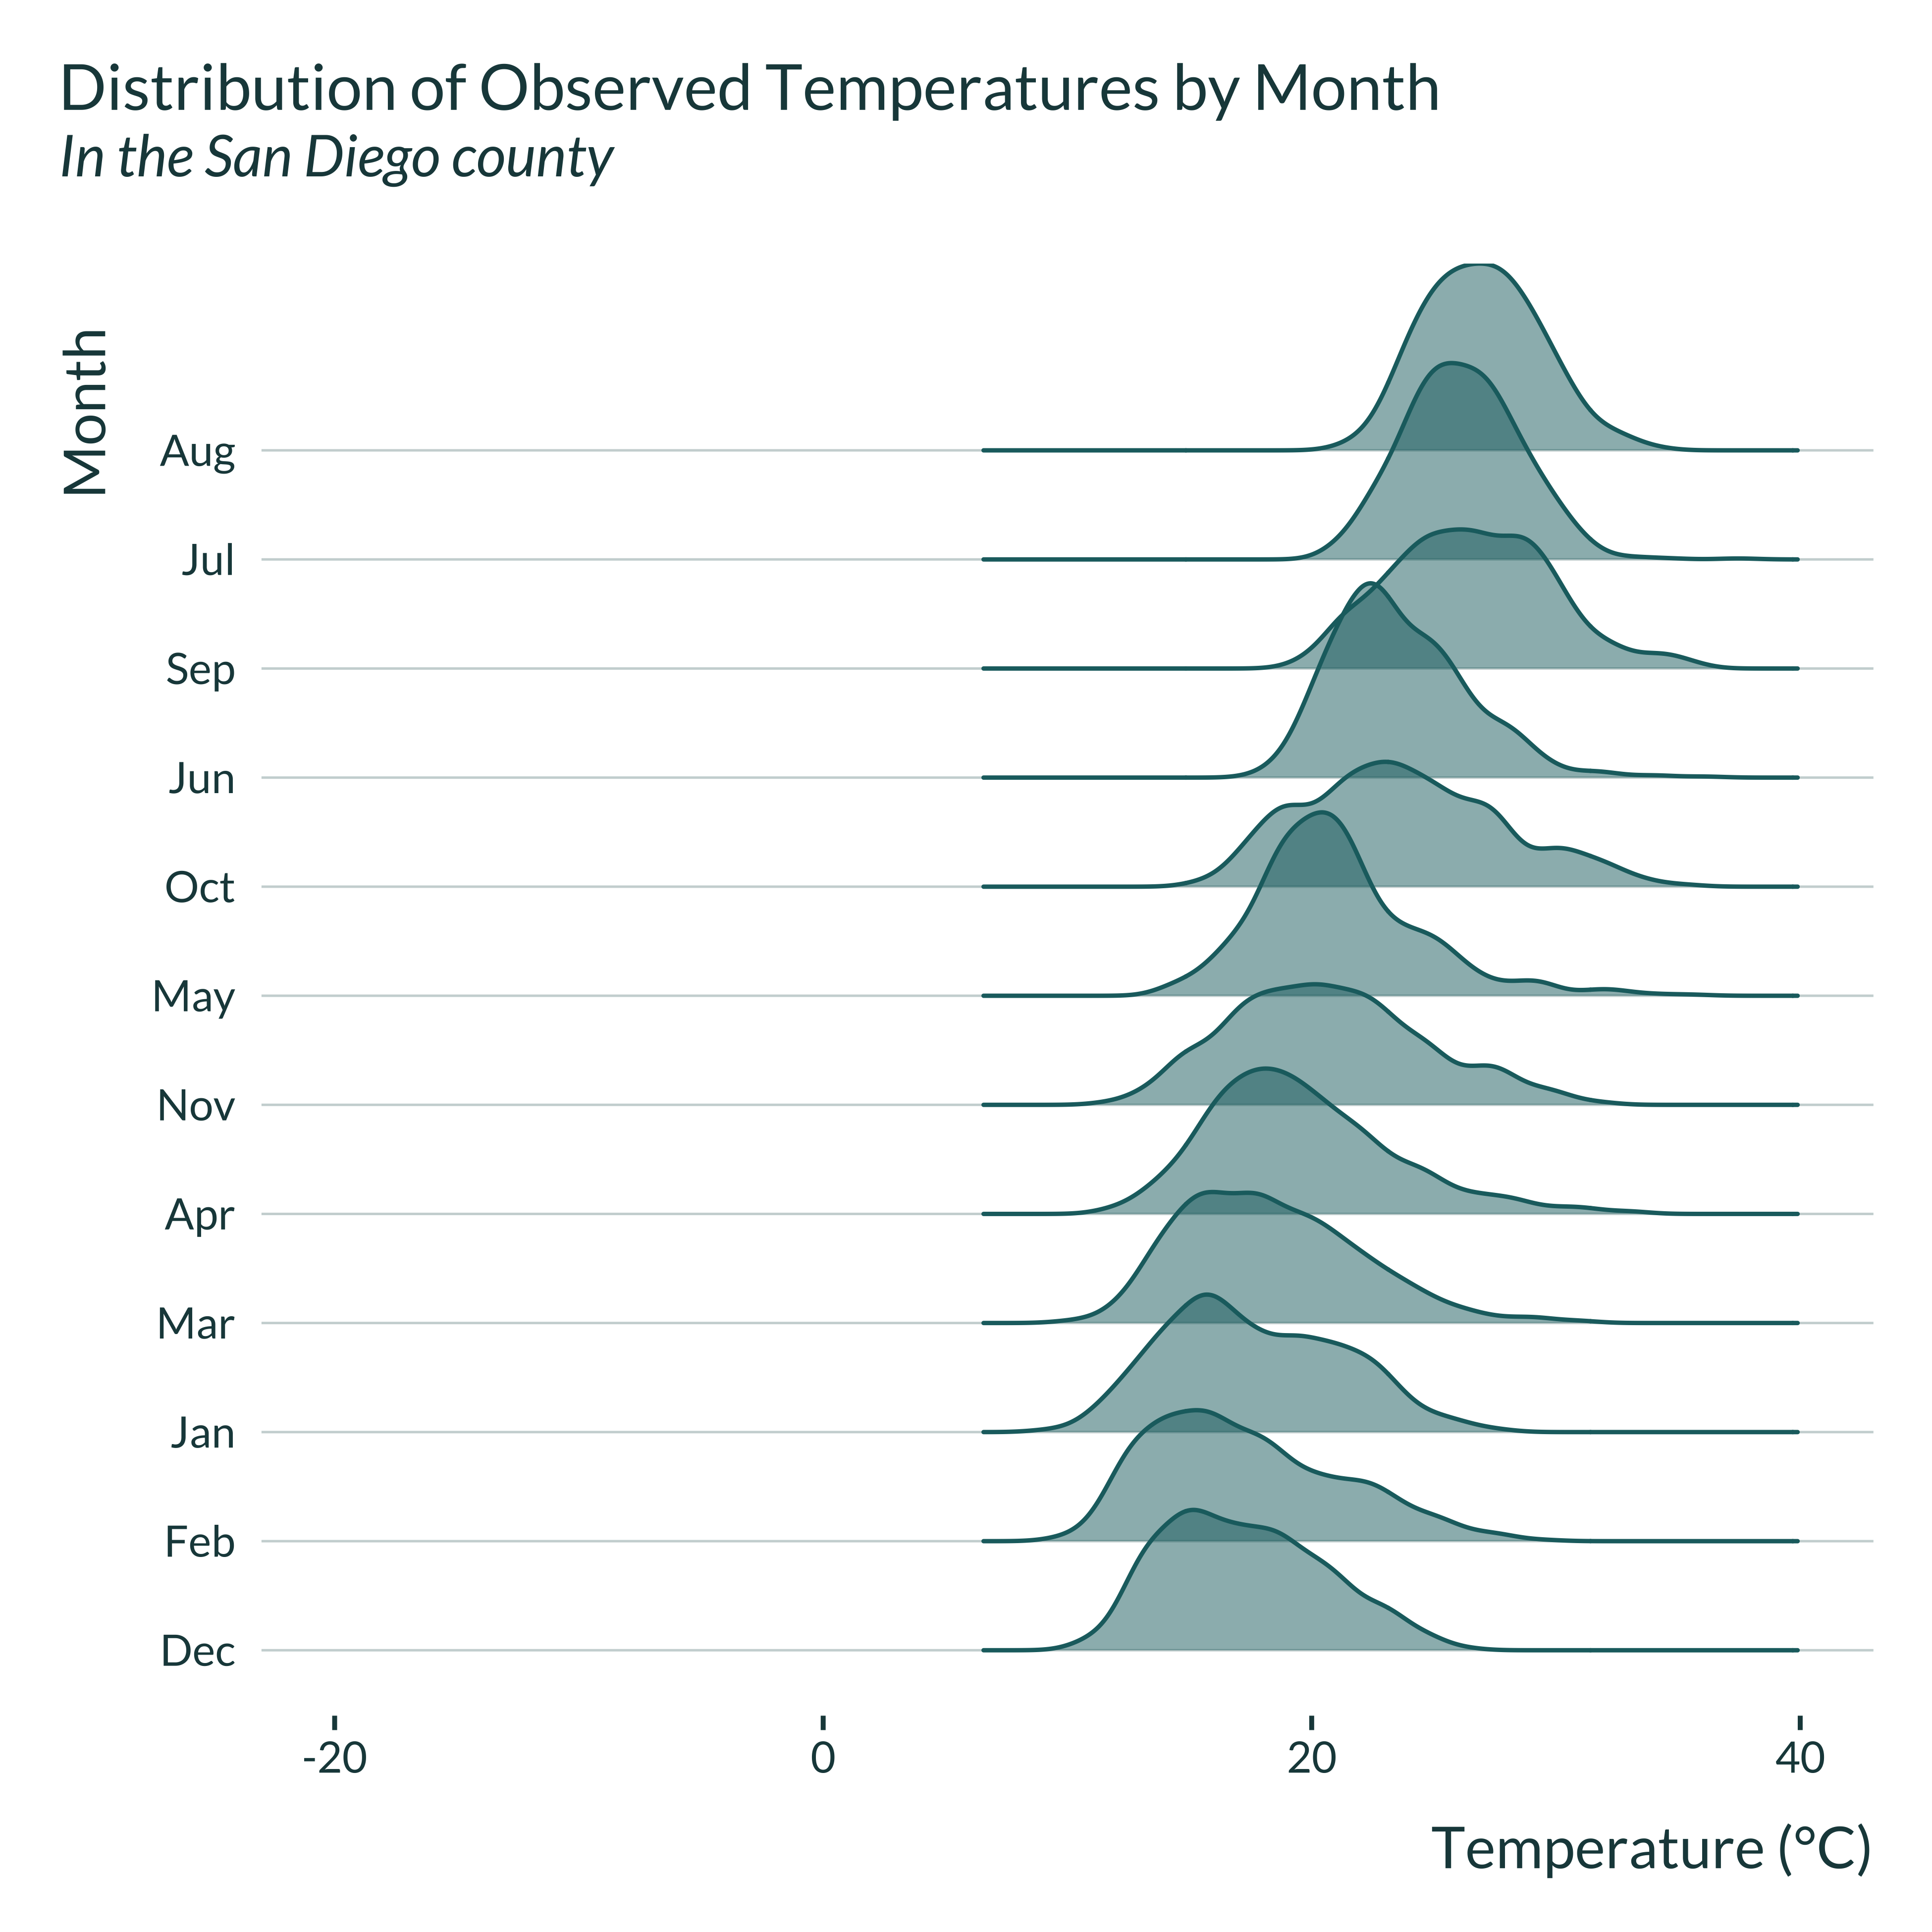 Distribution of Observed Temperatures by Month
In the San Diego county
Month
Aug
Jul
Sep
Jun
Oct
May
Nov
Apr
Mar
Jan
Feb
Dec
-20 0 20 40
Temperature (°C)